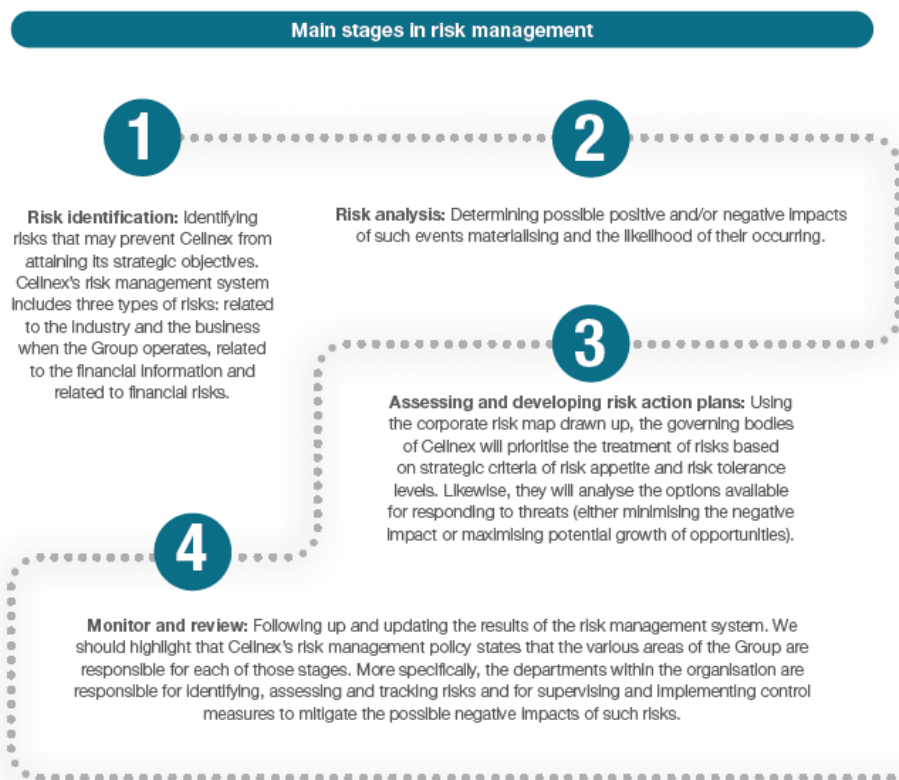 Main stages in risk management
1
2
Risk identification: Identifying
risks that may prevent Cellnex from
attaining its strategic objectives.
Cellnex's risk management system
includes three types of risks: related
to the industry and the business
when the Group operates, related
to the financial information and
related to financial risks.
Risk analysis: Determining possible positive and/or negative impacts
of such events materialising and the likelihood of their occurring.
3
Assessing and developing risk action plans: Using
the corporate risk map drawn up, the governing bodies
of Cellnex will prioritise the treatment of risks based
on strategic criteria of risk appetite and risk tolerance
levels. Likewise, they will analyse the options available
for responding to threats (either minimising the negative
impact or maximising potential growth of opportunities).
4
Monitor and review: Following up and updating the results of the risk management system. We
should highlight that Cellnex's risk management policy states that the various areas of the Group are
responsible for each of those stages. More specifically, the departments within the organisation are
responsible for identifying, assessing and tracking risks and for supervising and implementing control
measures to mitigate the possible negative impacts of such risks.